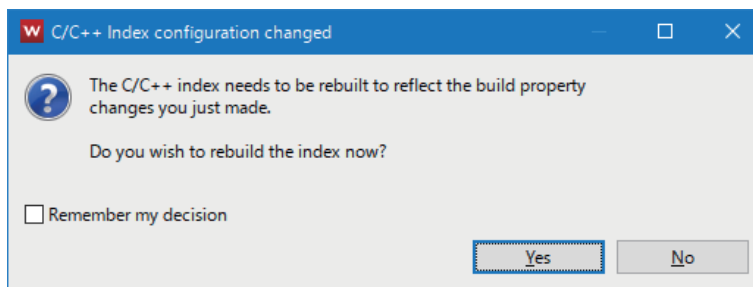 W C/C++ Index configuration changed
The C/C++ index needs to be rebuilt to reflect the build property
changes you just made.
Do you wish to rebuild the index now?
Remember my decision
Yes No